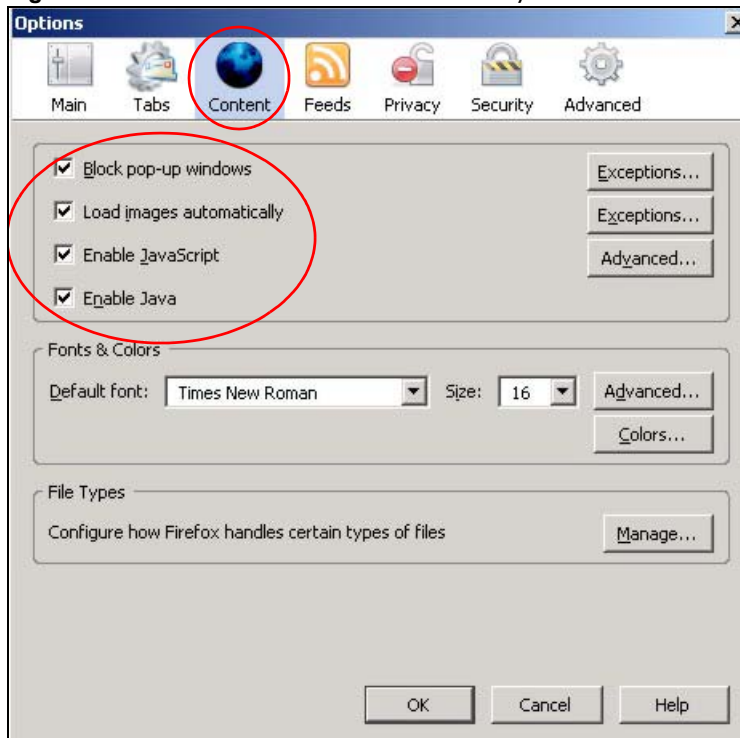 Options
Main Tabs Content Feeds Privacy Security Advanced
Block pop-up windows Exceptions...
Load images automatically Exceptions...
Enable JavaScript Advanced...
Enable Java
Fonts & Colors
Default font: Times New Roman Size: 16 Advanced...
Colors...
File Types
Configure how Firefox handles certain types of files Manage...
OK Cancel Help